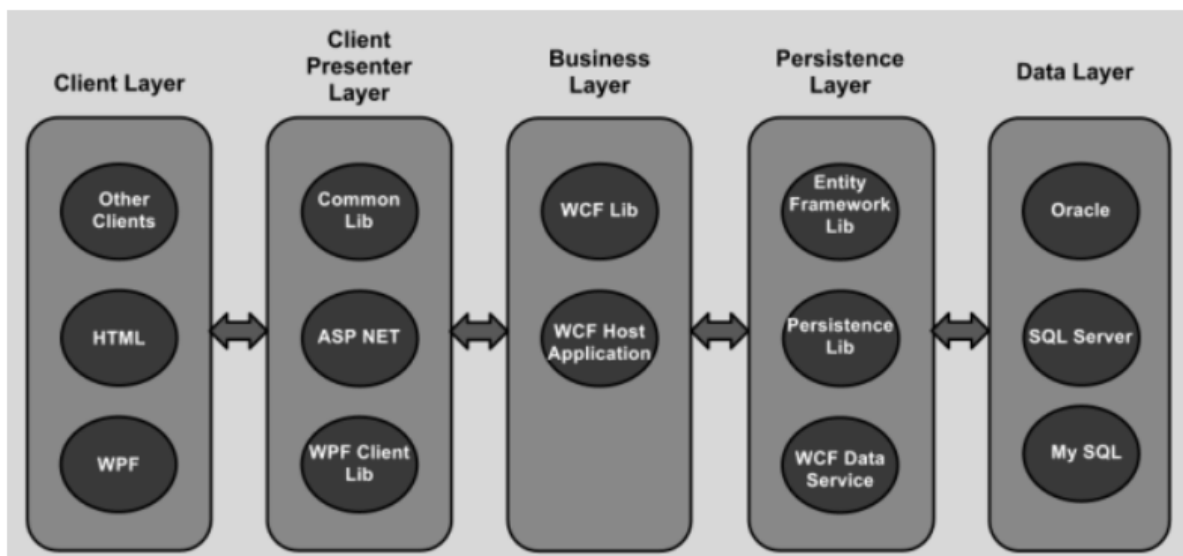 Client Layer
Client
Presenter
Layer
Business
Layer
Persistence
Layer
Data Layer
Other
Clients
HTML
WPF
Common
Lib
ASP NET
WPF Client
Lib
WCF Lib
WCF Host
Application
Entity
Framework
Lib
Persistence
Lib
WCF Data
Service
Oracle
SQL Server
My SQL